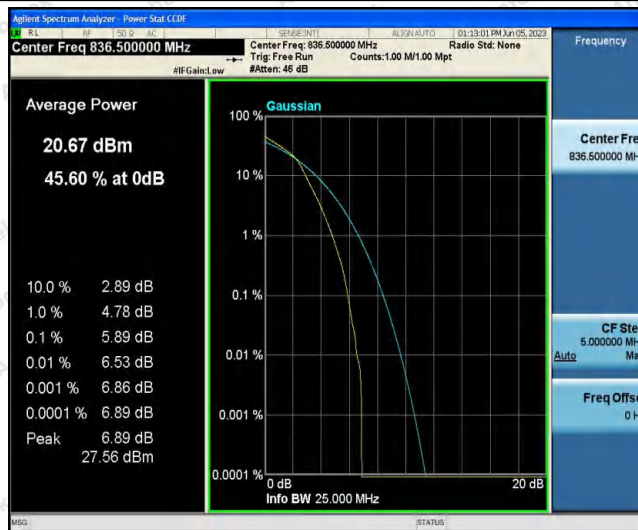 Agilent Spectrum Analyzer - Power Stat CCDF
RL RF 50 Ω AC SENSE:INT ALIGN AUTO 01:13:01 PM Jun 05, 2023
Center Freq 836.500000 MHz
Center Freq: 836.500000 MHz Radio Std: None
Trig: Free Run Counts:1.00 M/1.00 Mpt
#IFGain:Low #Atten: 46 dB
Frequency
Average Power
20.67 dBm
45.60 % at 0dB
10.0 % 2.89 dB
1.0 % 4.78 dB
0.1 % 5.89 dB
0.01 % 6.53 dB
0.001 % 6.86 dB
0.0001 % 6.89 dB
Peak 6.89 dB
27.56 dBm
Gaussian
100 %
10 %
1 %
0.1 %
0.01 %
0.001 %
0.0001 %
0 dB 20 dB
Info BW 25.000 MHz
Center Fre
836.500000 MH
CF Ste
5.000000 MH
Auto Ma
Freq Offs
0 H
MSG STATUS